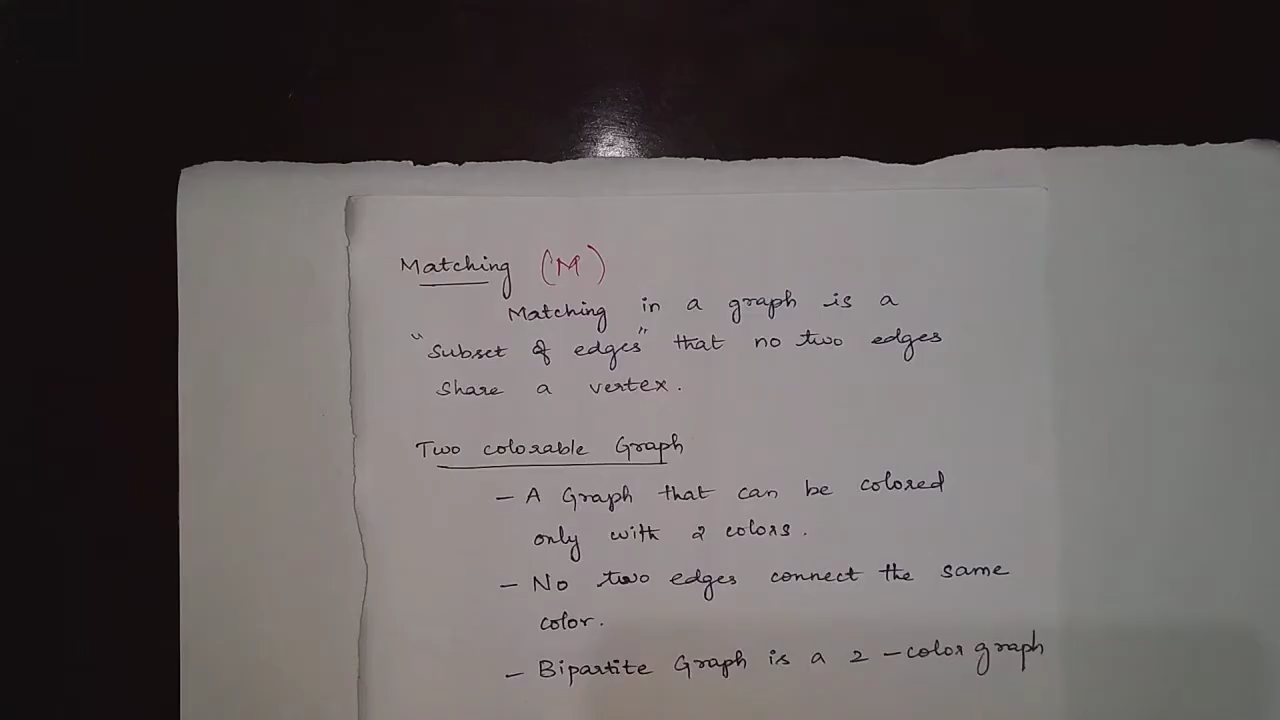 Matching (M)
Matching in a graph is a
"Subset of edges" that no two edges
share a vertex.
Two colorable Graph
- A Graph that can be colored
only with 2 colors.
- No two edges connect the same
color.
- Bipartite Graph is a 2 - color graph